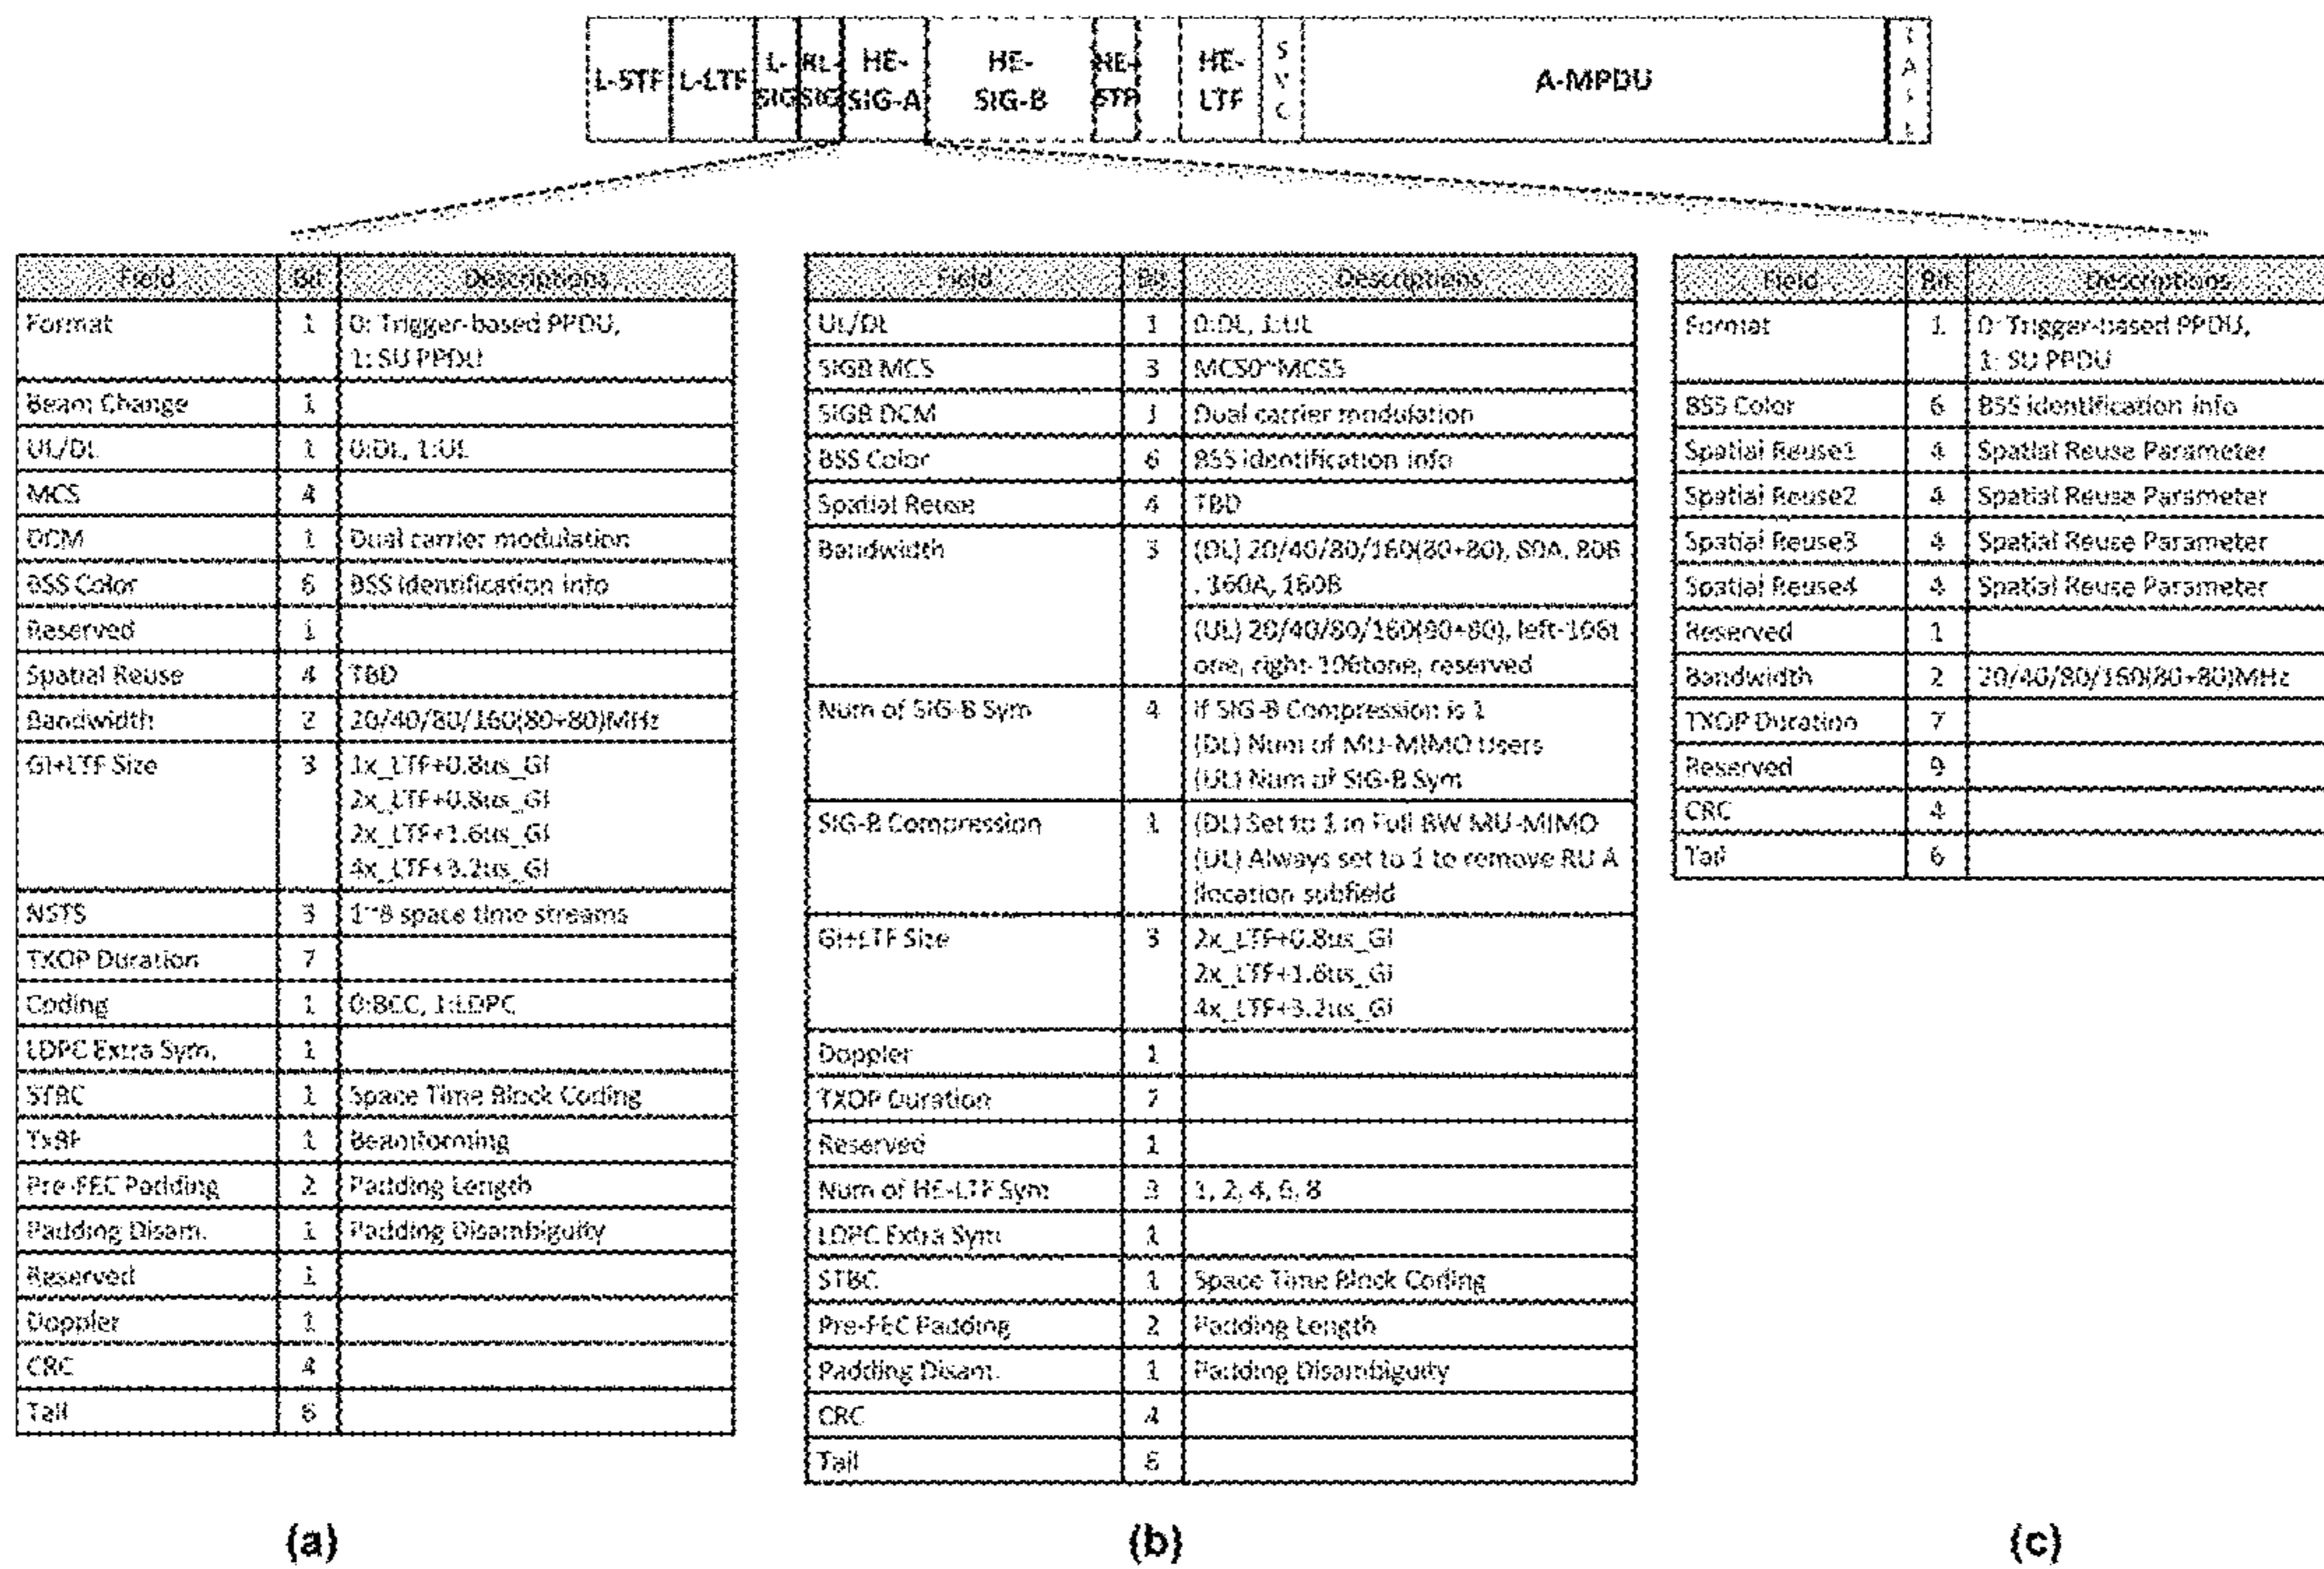 L-STF L-LTF L-SIG RL-SIG HE-SIG-A HE-SIG-B HE-STF HE-LTF SVC A-MPDU TAIL
Field Bit Descriptions
Format 1 0: Trigger-based PPDU,
1: SU PPDU
Beam Change 1
UL/DL 1 0:DL, 1:UL
MCS 4
DCM 1 Dual carrier modulation
BSS Color 6 BSS identification info
Reserved 1
Spatial Reuse 4 TBD
Bandwidth 2 20/40/80/160(80+80)MHz
GI+LTF Size 3 1x_LTF+0.8us_GI
2x_LTF+0.8us_GI
2x_LTF+1.6us_GI
4x_LTF+3.2us_GI
NSTS 3 1~8 space time streams
TXOP Duration 7
Coding 1 0:BCC, 1:LDPC
LDPC Extra Sym. 1
STBC 1 Space Time Block Coding
TxBF 1 Beamforming
Pre-FEC Padding 2 Padding Length
Padding Disam. 1 Padding Disambiguity
Reserved 1
Doppler 1
CRC 4
Tail 6
(a)
Field Bit Descriptions
UL/DL 1 0:DL, 1:UL
SIGB MCS 3 MCS0~MCS5
SIGB DCM 1 Dual carrier modulation
BSS Color 6 BSS identification info
Spatial Reuse 4 TBD
Bandwidth 3 (DL) 20/40/80/160(80+80), 80A, 80B
, 160A, 160B
(UL) 20/40/80/160(80+80), left-106t
one, right-106tone, reserved
Num of SIG-B Sym 4 if SIG-B Compression is 1
(DL) Num of MU-MIMO Users
(UL) Num of SIG-B Sym
SIG-B Compression 1 (DL) Set to 1 in Full BW MU-MIMO
(UL) Always set to 1 to remove RU A
llocation subfield
GI+LTF Size 3 2x_LTF+0.8us_GI
2x_LTF+1.6us_GI
4x_LTF+3.2us_GI
Doppler 1
TXOP Duration 7
Reserved 1
Num of HE-LTF Sym 3 1, 2, 4, 6, 8
LDPC Extra Sym 1
STBC 1 Space Time Block Coding
Pre-FEC Padding 2 Padding Length
Padding Disam. 1 Padding Disambiguity
CRC 4
Tail 6
(b)
Field Bit Descriptions
Format 1 0: Trigger-based PPDU,
1: SU PPDU
BSS Color 6 BSS identification info
Spatial Reuse1 4 Spatial Reuse Parameter
Spatial Reuse2 4 Spatial Reuse Parameter
Spatial Reuse3 4 Spatial Reuse Parameter
Spatial Reuse4 4 Spatial Reuse Parameter
Reserved 1
Bandwidth 2 20/40/80/160(80+80)MHz
TXOP Duration 7
Reserved 9
CRC 4
Tail 6
(c)